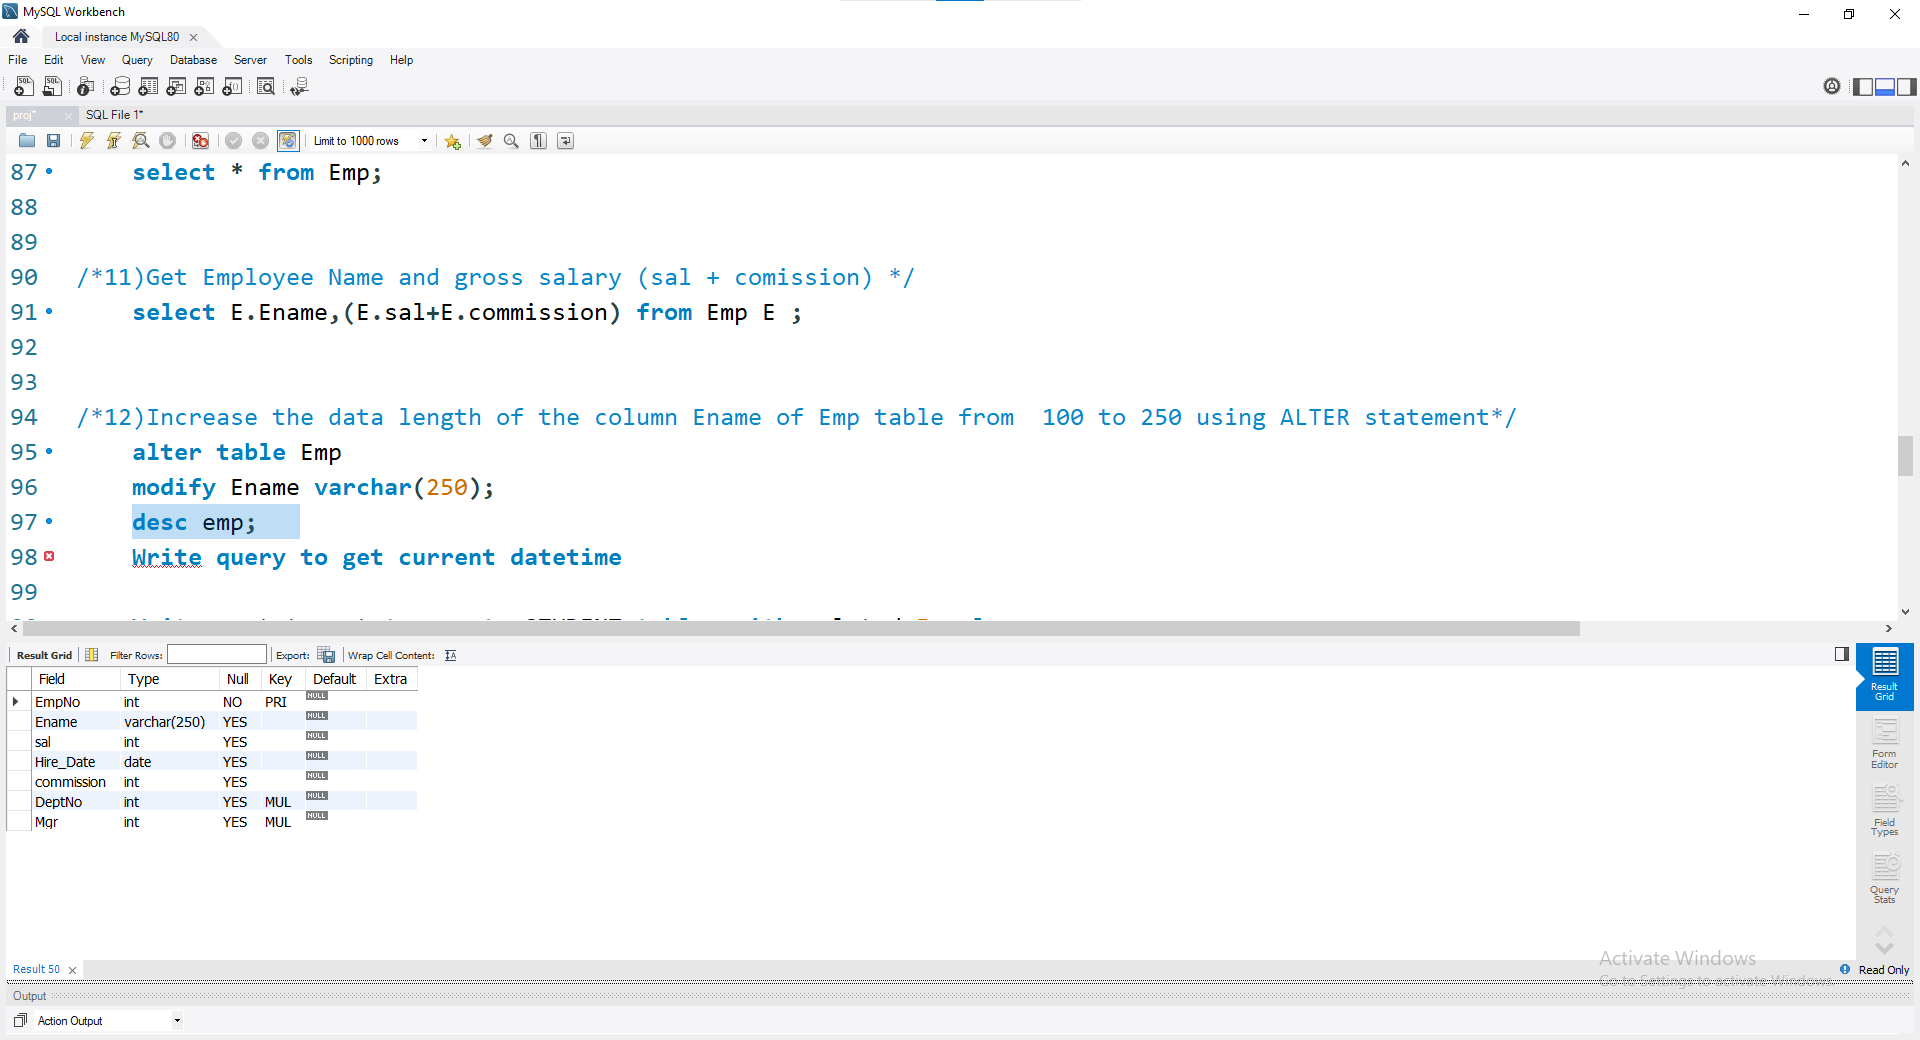 MySQL Workbench
Local instance MySQL80
File Edit View Query Database Server Tools Scripting Help
proj* SQL File 1*
Limit to 1000 rows
87 select * from Emp;
88
89
90 /*11)Get Employee Name and gross salary (sal + comission) */
91 select E.Ename,(E.sal+E.commission) from Emp E ;
92
93
94 /*12)Increase the data length of the column Ename of Emp table from  100 to 250 using ALTER statement*/
95 alter table Emp
96 modify Ename varchar(250);
97 desc emp;
98 Write query to get current datetime
99
Result Grid Filter Rows: Export: Wrap Cell Content:
Field Type Null Key Default Extra
EmpNo int NO PRI NULL
Ename varchar(250) YES NULL
sal int YES NULL
Hire_Date date YES NULL
commission int YES NULL
DeptNo int YES MUL NULL
Mgr int YES MUL NULL
Result Grid
Form Editor
Field Types
Query Stats
Activate Windows
Go to Settings to activate Windows.
Result 50 Read Only
Output
Action Output